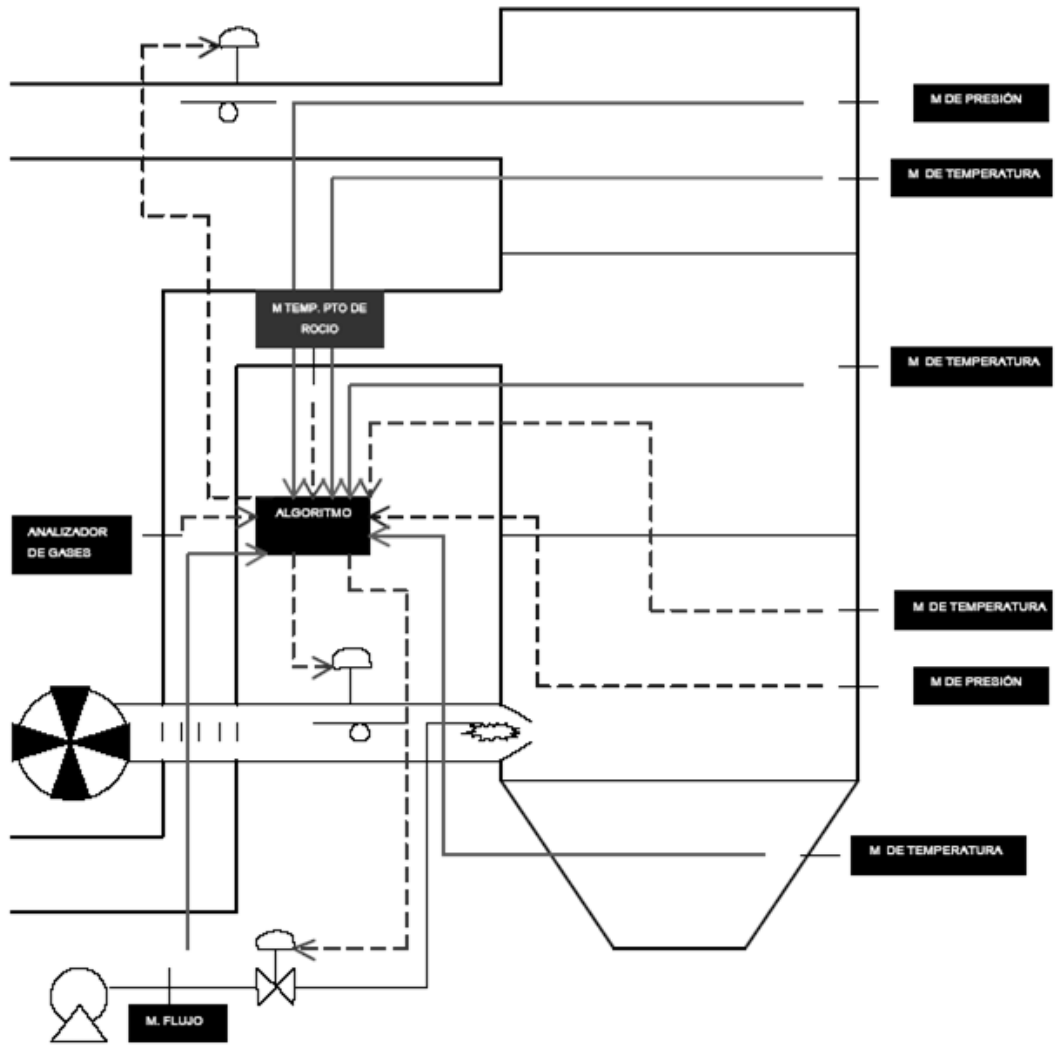 M DE PRESIÓN
M DE TEMPERATURA
M TEMP. PTO DE
ROCIO
M DE TEMPERATURA
ALGORITMO
ANALIZADOR
DE GASES
M DE TEMPERATURA
M DE PRESIÓN
M DE TEMPERATURA
M. FLUJO